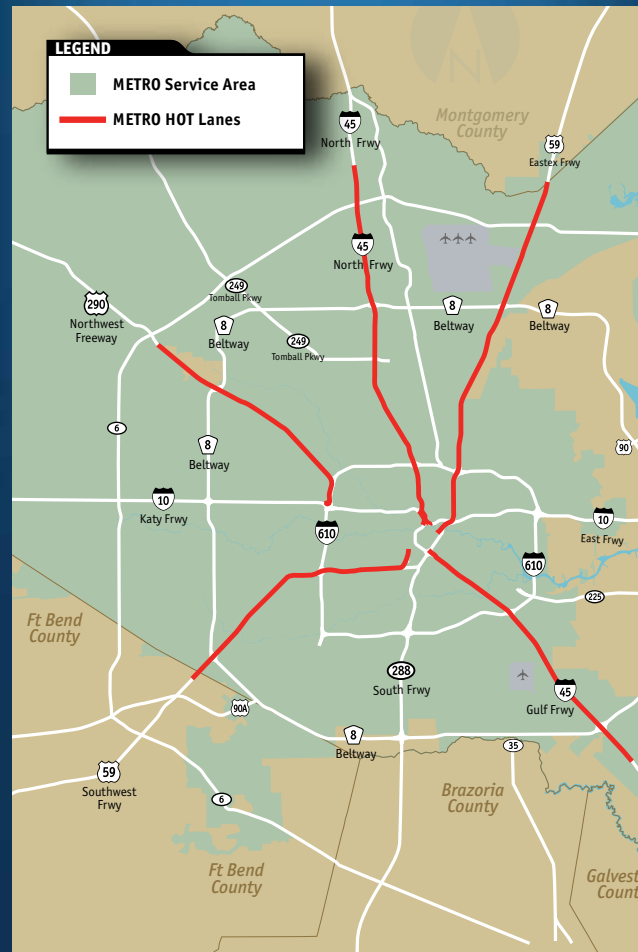 LEGEND
METRO Service Area
METRO HOT Lanes
N
Montgomery
County
45
North Frwy
59
Eastex Frwy
45
North Frwy
249
Tomball Pkwy
290
Northwest
Freeway
8
Beltway
8
Beltway
8
Beltway
249
Tomball Pkwy
6
8
Beltway
90
10
Katy Frwy
610
10
East Frwy
610
225
Ft Bend
County
288
South Frwy
45
Gulf Frwy
90A
8
Beltway
35
59
Southwest
Frwy
6
Brazoria
County
Ft Bend
County
Galvest
Count